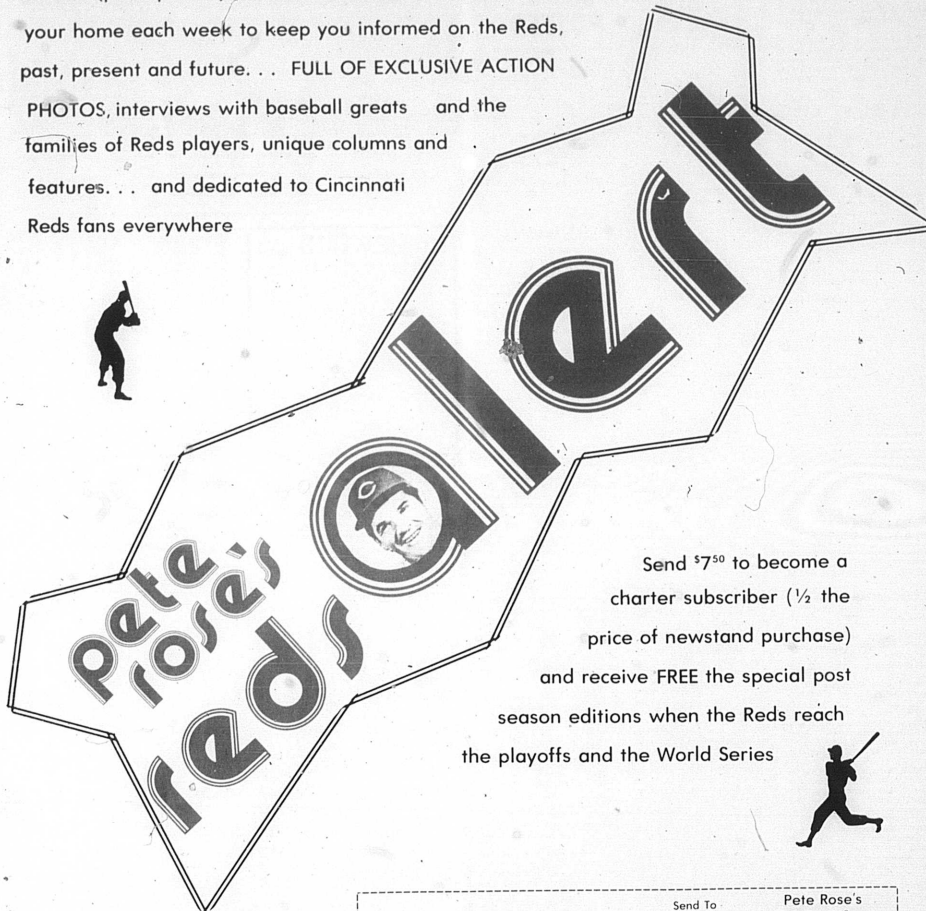 your home each week to keep you informed on the Reds,
past, present and future. . . FULL OF EXCLUSIVE ACTION
PHOTOS, interviews with baseball greats and the
families of Reds players, unique columns and
features. . . and dedicated to Cincinnati
Reds fans everywhere
pete
rose's
reds
alert
C
Send $750 to become a
charter subscriber (½ the
price of newstand purchase)
and receive FREE the special post
season editions when the Reds reach
the playoffs and the World Series
Send To Pete Rose's